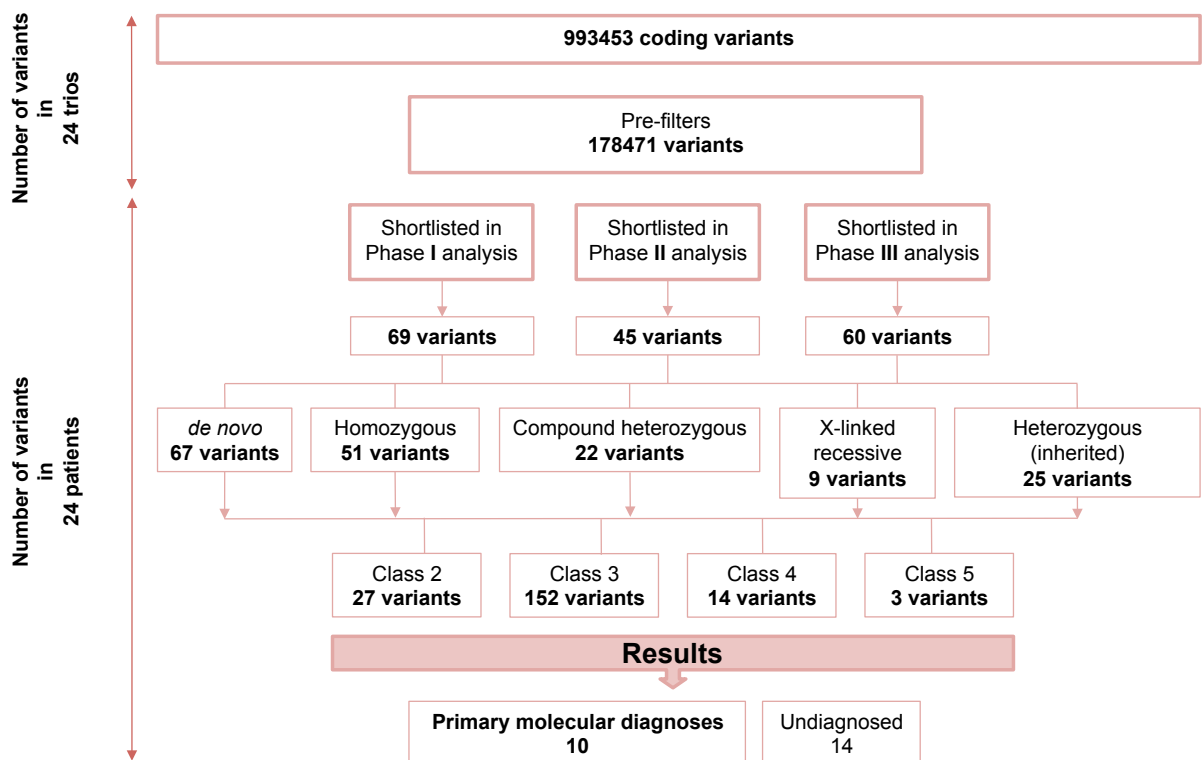 Number of variants
in
24 trios
993453 coding variants
Pre-filters
178471 variants
Number of variants
in
24 patients
Shortlisted in
Phase I analysis
Shortlisted in
Phase II analysis
Shortlisted in
Phase III analysis
69 variants
45 variants
60 variants
de novo
67 variants
Homozygous
51 variants
Compound heterozygous
22 variants
X-linked
recessive
9 variants
Heterozygous
(inherited)
25 variants
Class 2
27 variants
Class 3
152 variants
Class 4
14 variants
Class 5
3 variants
Results
Primary molecular diagnoses
10
Undiagnosed
14